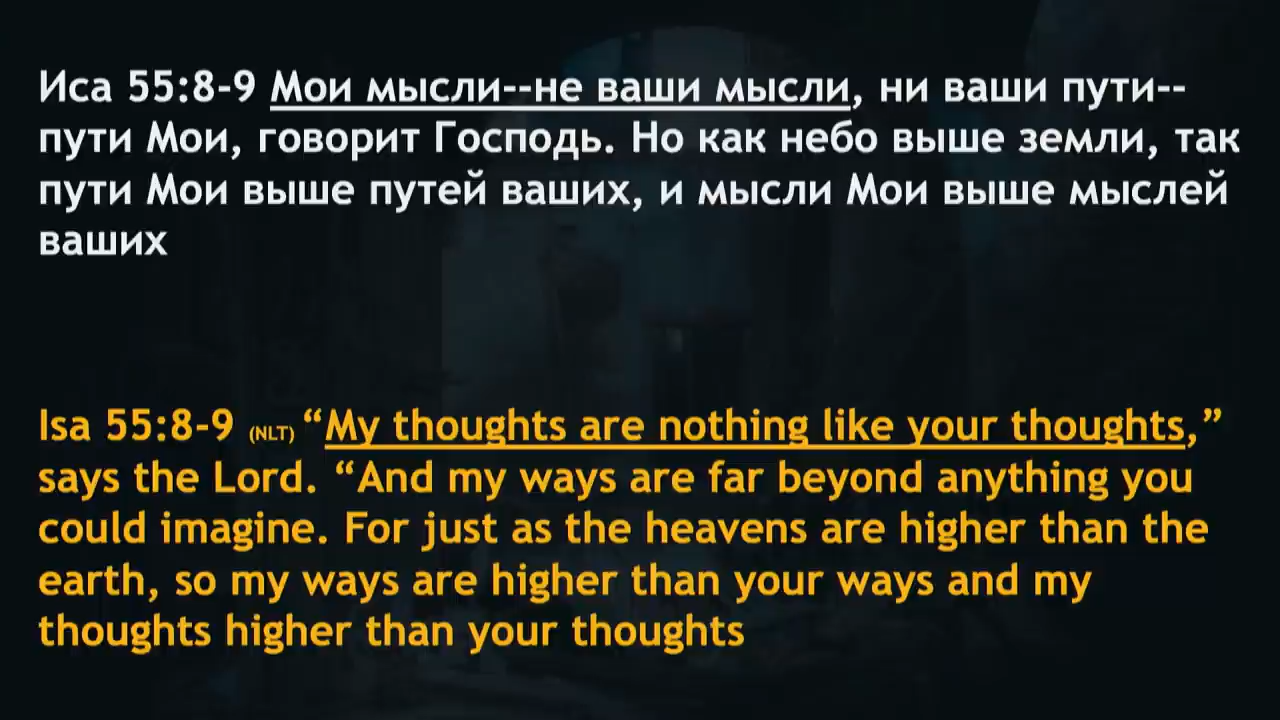 Иса 55:8-9 Мои мысли--не ваши мысли, ни ваши пути--
пути Мои, говорит Господь. Но как небо выше земли, так
пути Мои выше путей ваших, и мысли Мои выше мыслей
ваших
Isa 55:8-9 (NLT) “My thoughts are nothing like your thoughts,”
says the Lord. “And my ways are far beyond anything you
could imagine. For just as the heavens are higher than the
earth, so my ways are higher than your ways and my
thoughts higher than your thoughts